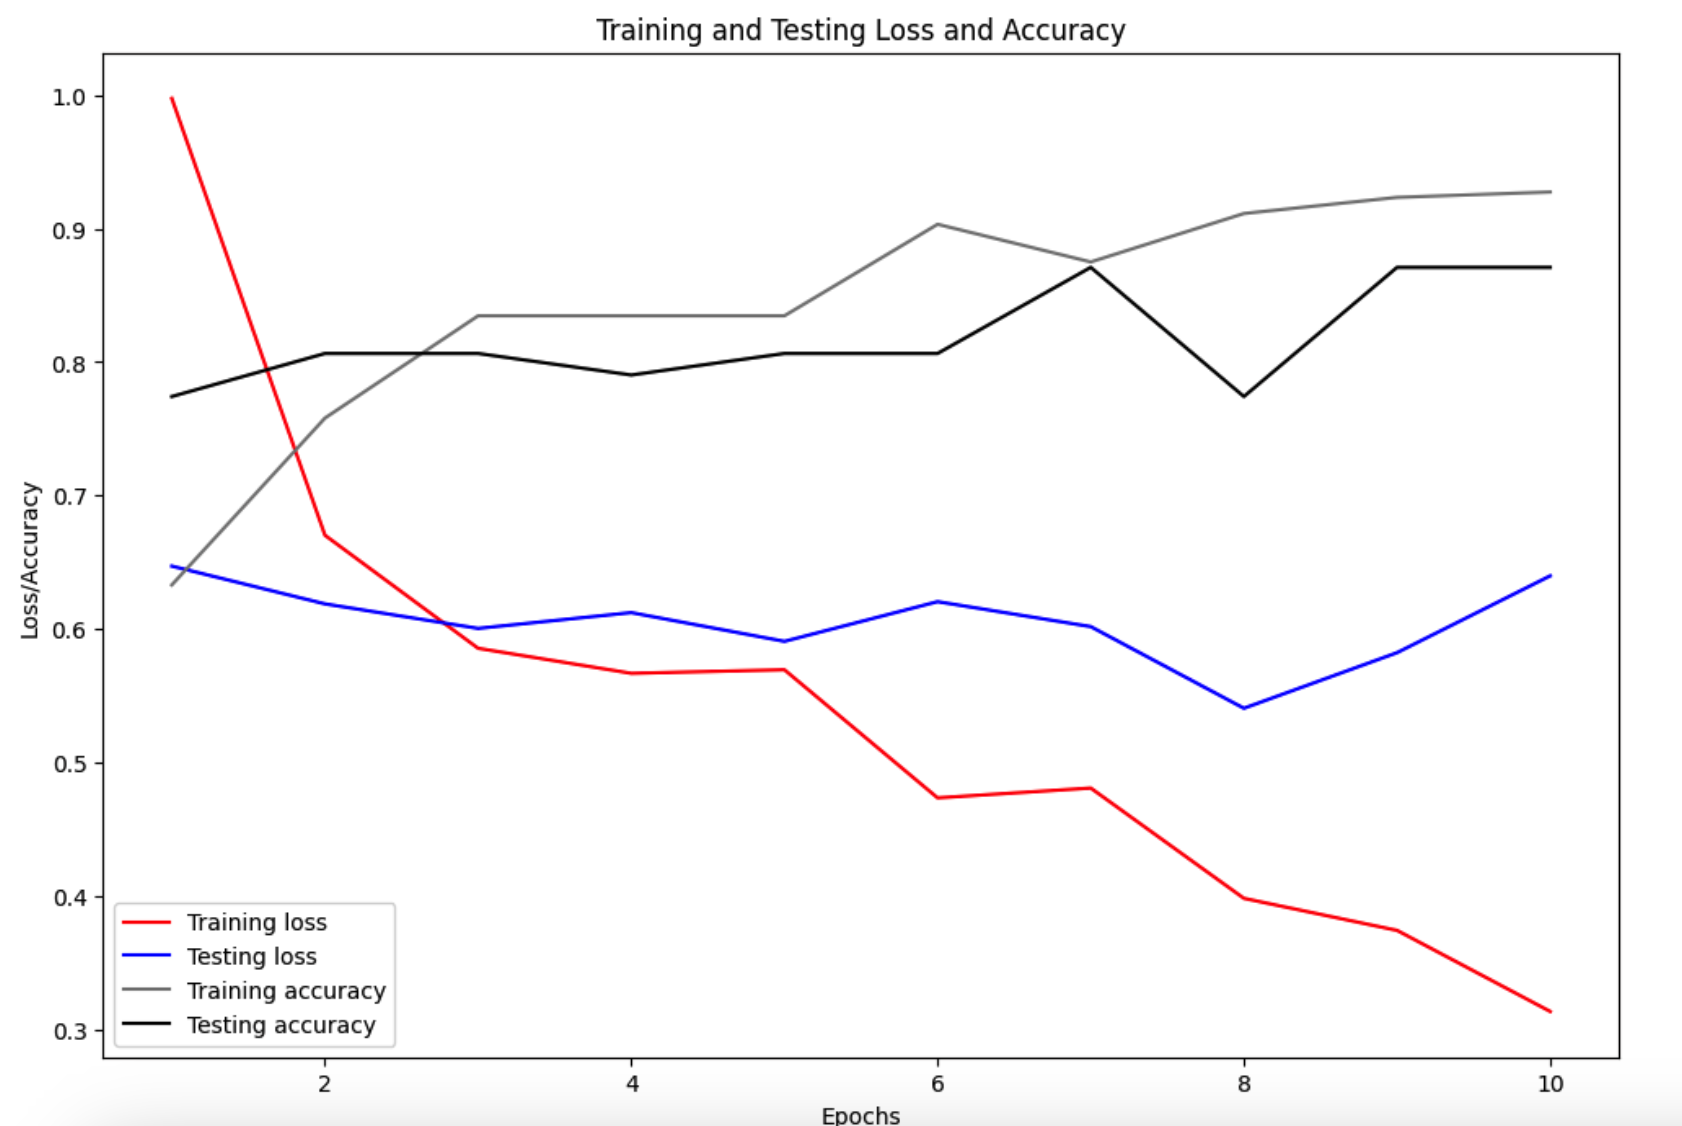 Training and Testing Loss and Accuracy
1.0
0.9
0.8
0.7
0.6
0.5
0.4
0.3
Loss/Accuracy
Training loss
Testing loss
Training accuracy
Testing accuracy
2 4 6 8 10
Epochs